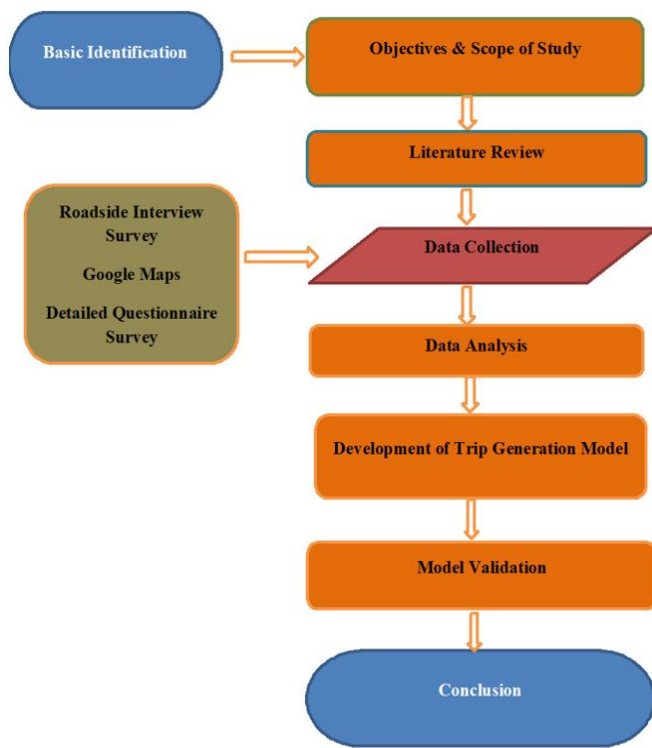 Basic Identification
Objectives & Scope of Study
Literature Review
Roadside Interview
Survey
Google Maps
Detailed Questionnaire
Survey
Data Collection
Data Analysis
Development of Trip Generation Model
Model Validation
Conclusion